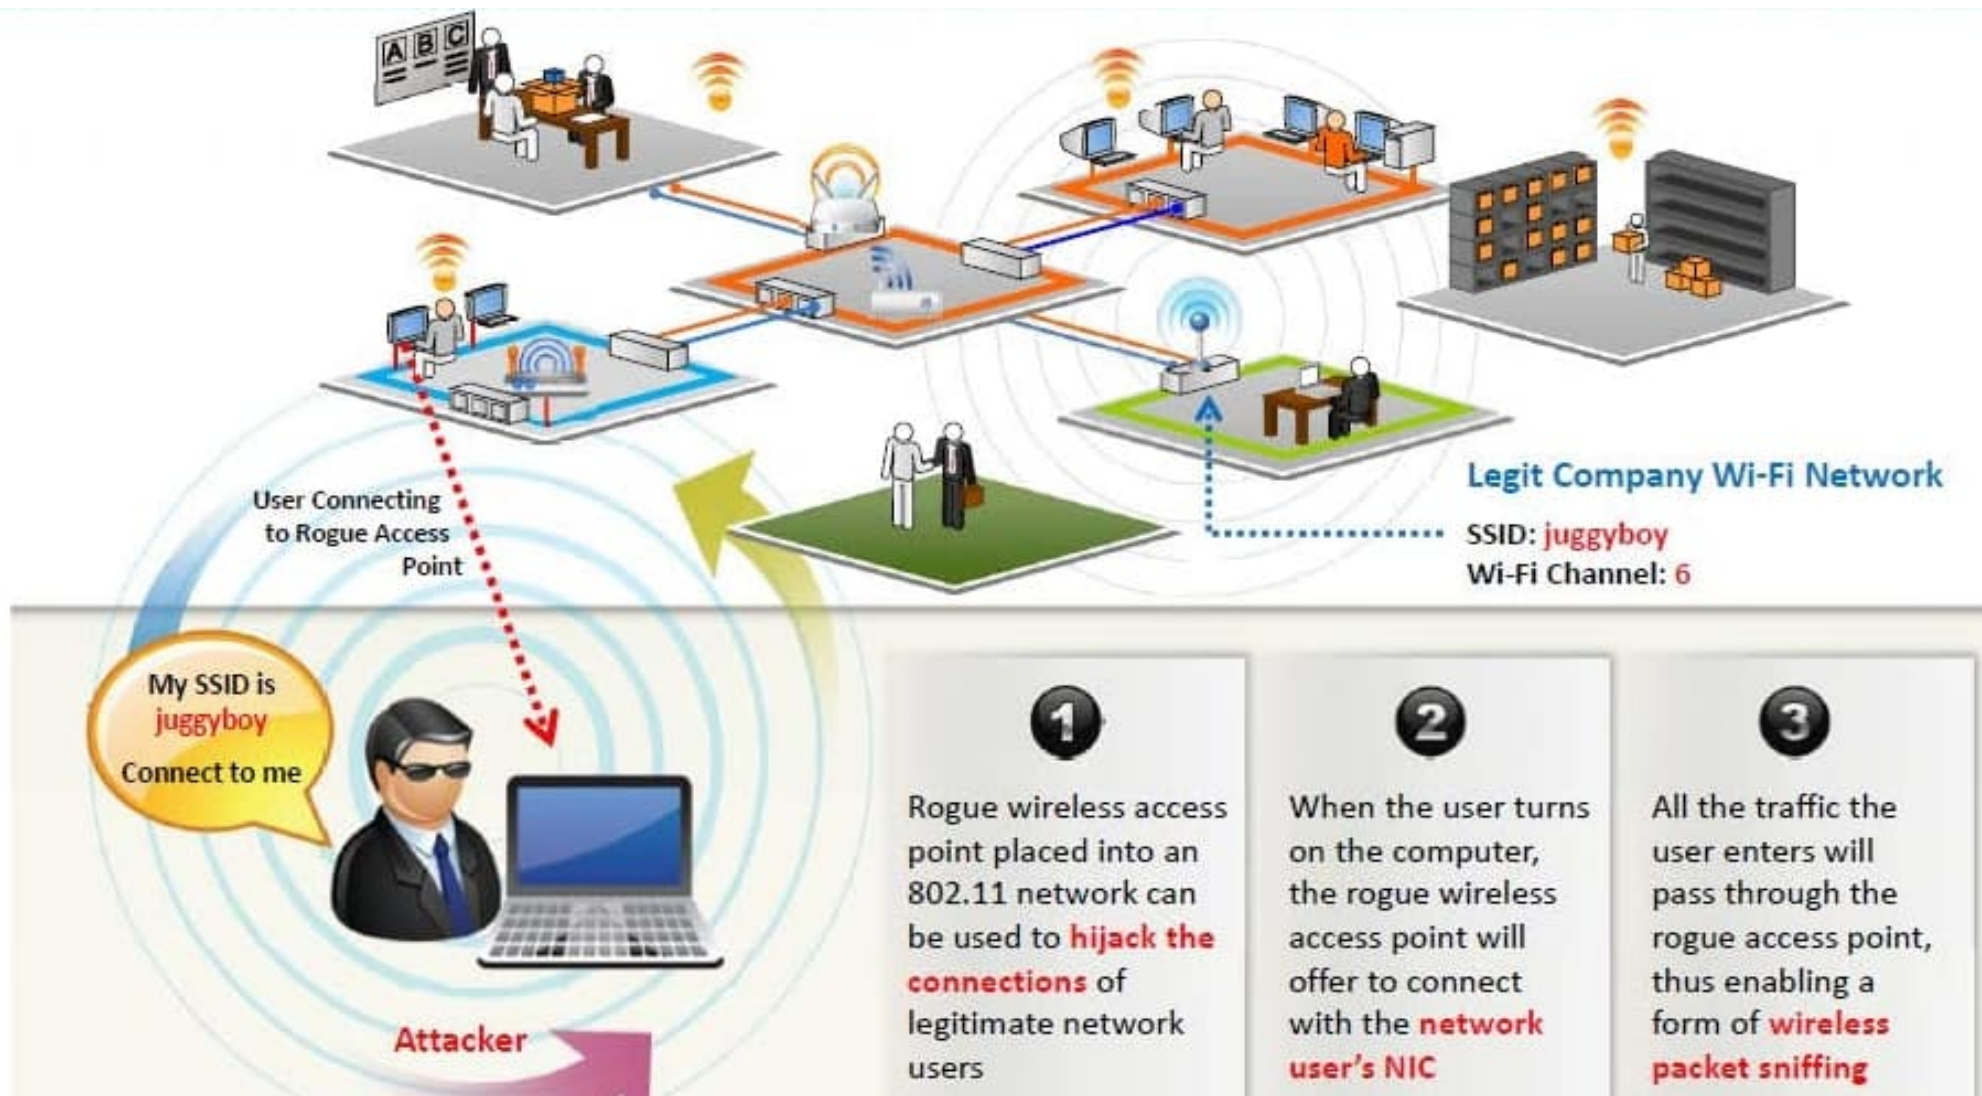 A B C
User Connecting
to Rogue Access
Point
Legit Company Wi-Fi Network
SSID: juggyboy
Wi-Fi Channel: 6
My SSID is
juggyboy
Connect to me
Attacker
1
Rogue wireless access
point placed into an
802.11 network can
be used to hijack the
connections of
legitimate network
users
2
When the user turns
on the computer,
the rogue wireless
access point will
offer to connect
with the network
user's NIC
3
All the traffic the
user enters will
pass through the
rogue access point,
thus enabling a
form of wireless
packet sniffing